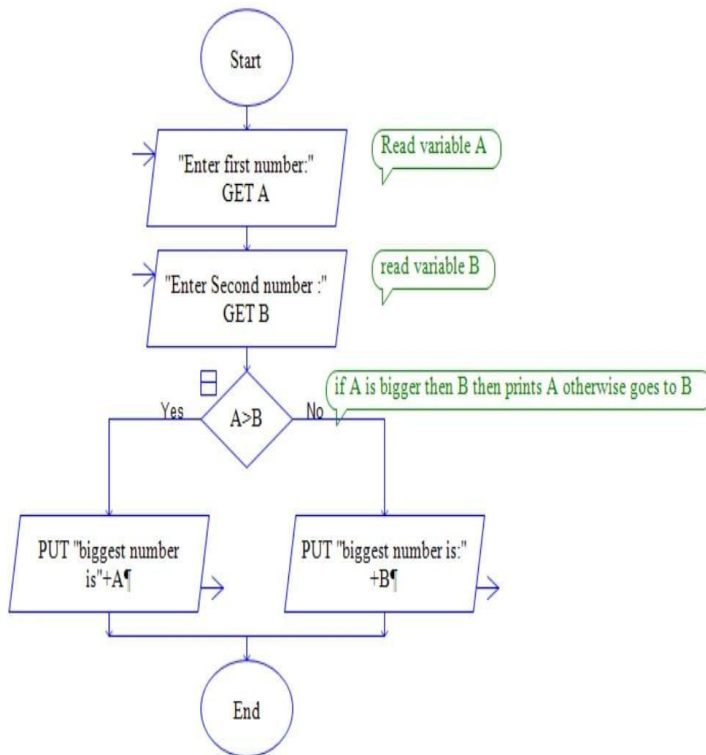 Start
"Enter first number:"
GET A
Read variable A
"Enter Second number :"
GET B
read variable B
if A is bigger then B then prints A otherwise goes to B
Yes
A>B
No
PUT "biggest number
is"+A¶
PUT "biggest number is:"
+B¶
End